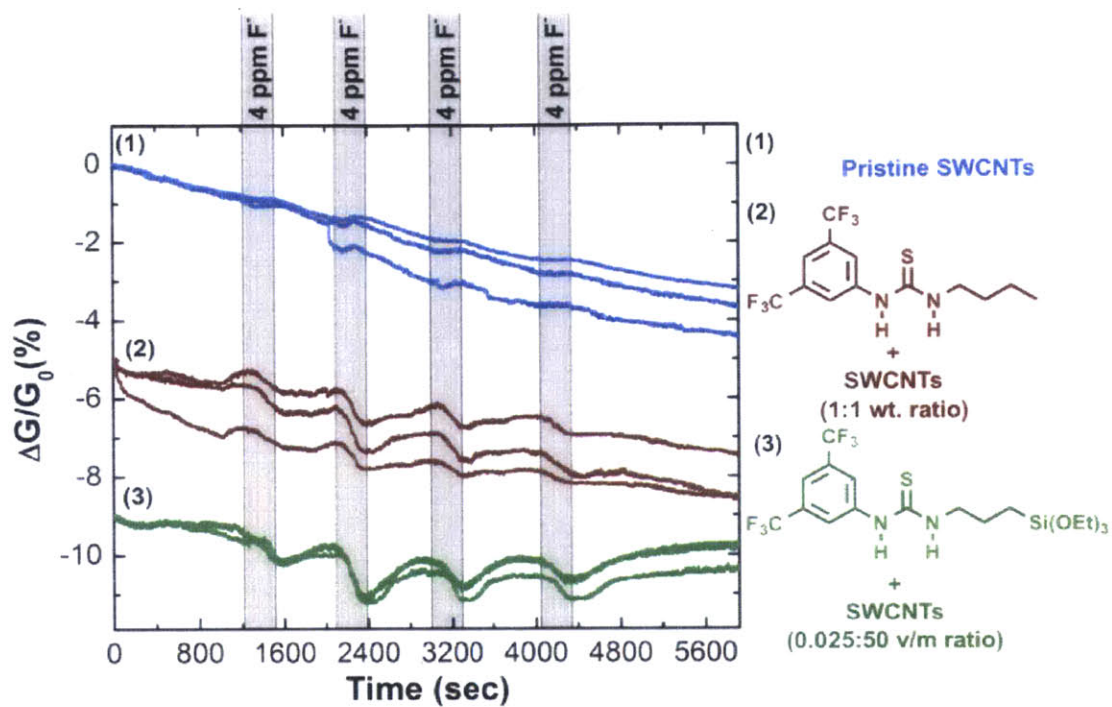 4 ppm F⁻
4 ppm F⁻
4 ppm F⁻
4 ppm F⁻
ΔG/G₀(%)
0
-2
-4
-6
-8
-10
(1)
(2)
(3)
0
800
1600
2400
3200
4000
4800
5600
Time (sec)
(1)
Pristine SWCNTs
(2)
CF₃
F₃C
S
N
N
H
H
+
SWCNTs
(1:1 wt. ratio)
(3)
CF₃
F₃C
S
N
N
Si(OEt)₃
H
H
+
SWCNTs
(0.025:50 v/m ratio)